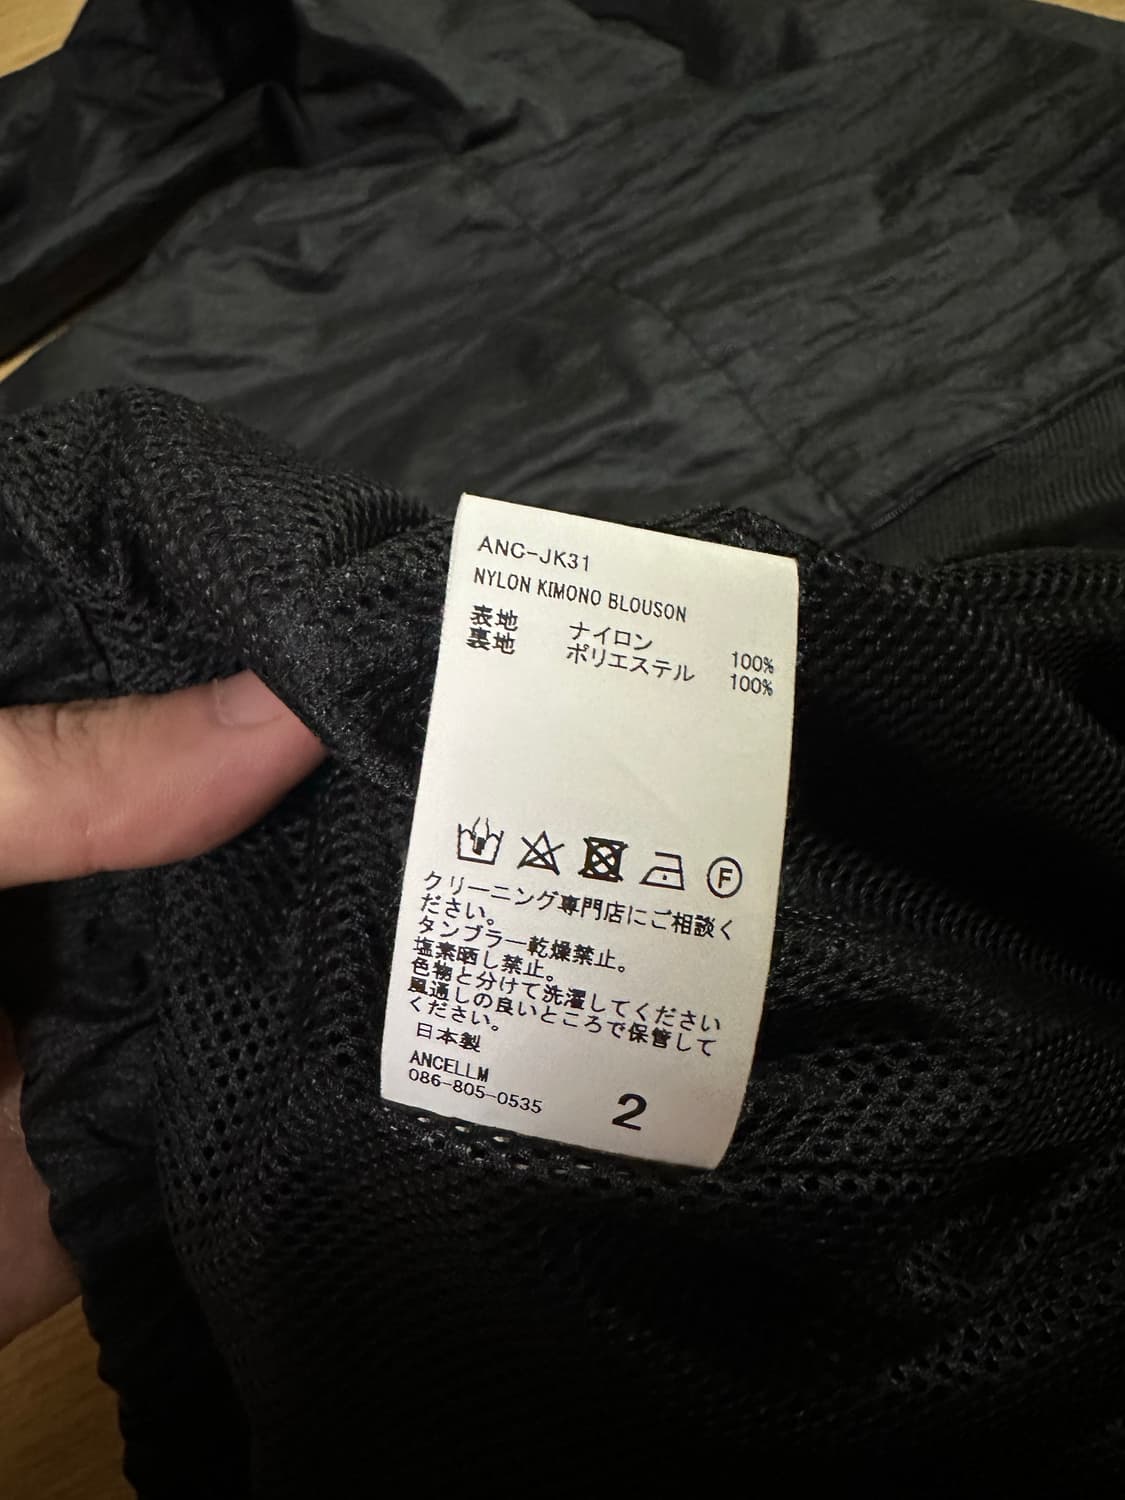 ANC-JK31
NYLON KIMONO BLOUSON
表地 ナイロン 100%
裏地 ポリエステル 100%
F
クリーニング専門店にご相談く
ださい。
タンブラー乾燥禁止。
塩素晒し禁止。
色物と分けて洗濯してください
風通しの良いところで保管して
ください。
日本製
ANCELLM
086-805-0535
2